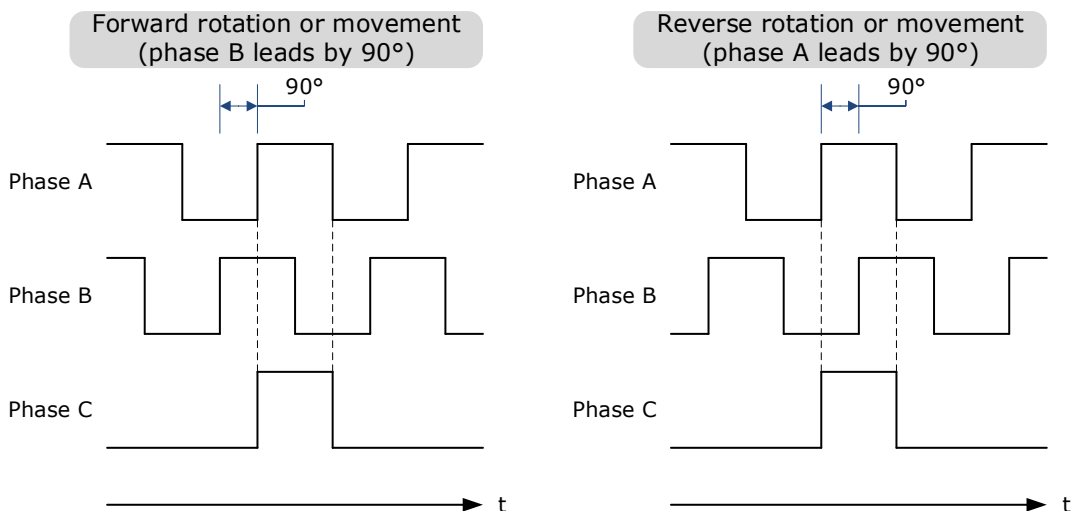 Forward rotation or movement
(phase B leads by 90°)
90°
Phase A
Phase B
Phase C
t
Reverse rotation or movement
(phase A leads by 90°)
90°
Phase A
Phase B
Phase C
t